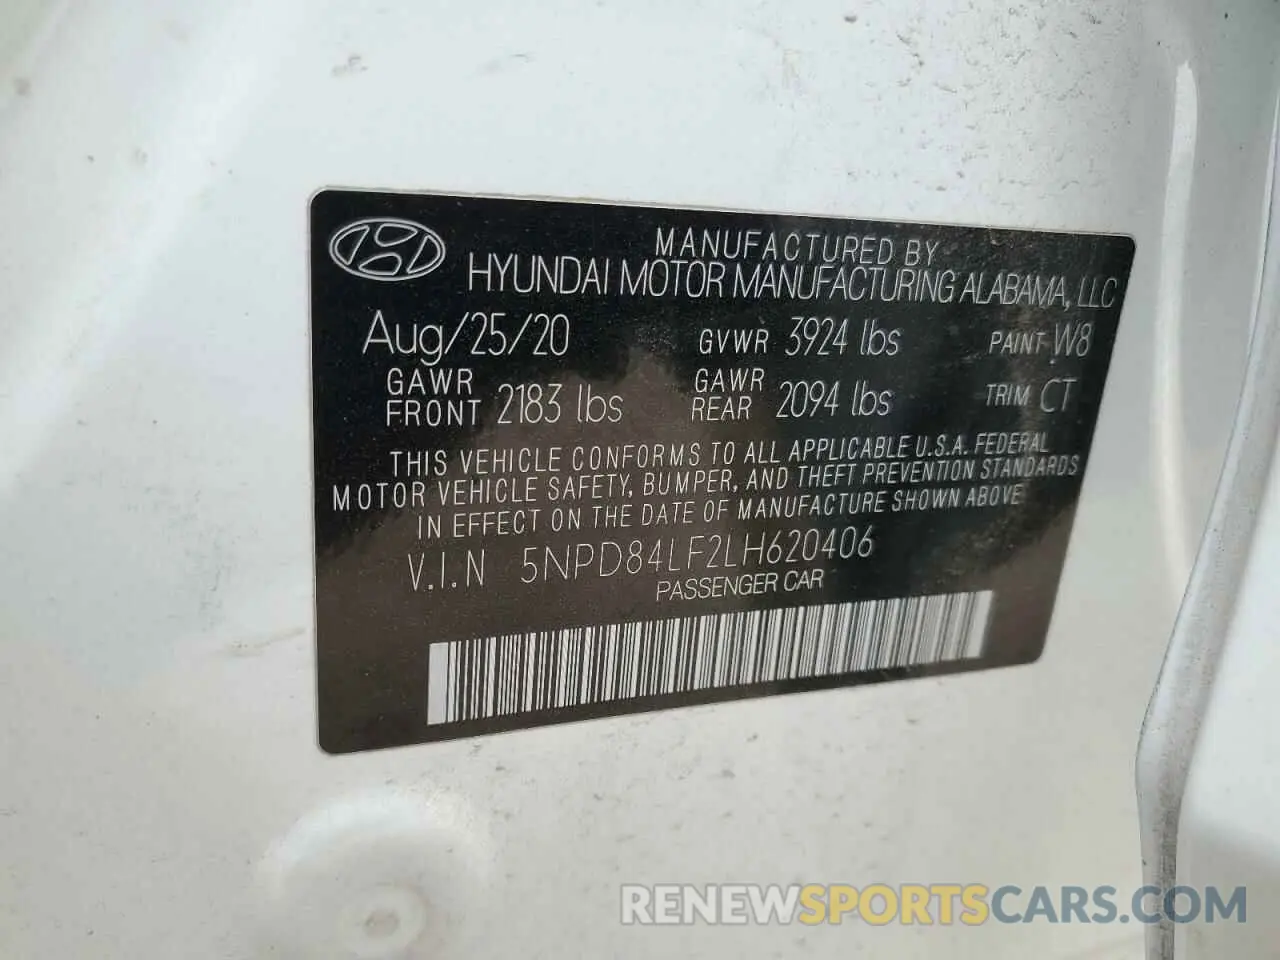 MANUFACTURED BY
HYUNDAI MOTOR MANUFACTURING ALABAMA, LLC
Aug/25/20 GVWR 3924 lbs PAINT W8
GAWR FRONT 2183 lbs GAWR REAR 2094 lbs TRIM CT
THIS VEHICLE CONFORMS TO ALL APPLICABLE U.S.A. FEDERAL
MOTOR VEHICLE SAFETY, BUMPER, AND THEFT PREVENTION STANDARDS
IN EFFECT ON THE DATE OF MANUFACTURE SHOWN ABOVE
V.I.N 5NPD84LF2LH620406
PASSENGER CAR
RENEWSPORTSCARS.COM